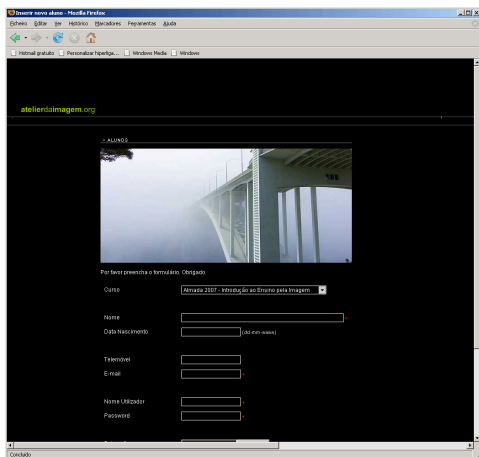 Inserir novo aluno - Mozilla Firefox
Ficheiro Editar Ver Histórico Marcadores Ferramentas Ajuda
Hotmail gratuito Personalizar hiperliga... Windows Media Windows
atelierdaimagem.org
ALUNOS
Por favor preencha o formulário. Obrigado.
Curso Almada 2007 - Introdução ao Ensino pela Imagem
Nome *
Data Nascimento (dd-mm-aaaa)
Telemóvel
E-mail *
Nome Utilizador *
Password *
Concluído